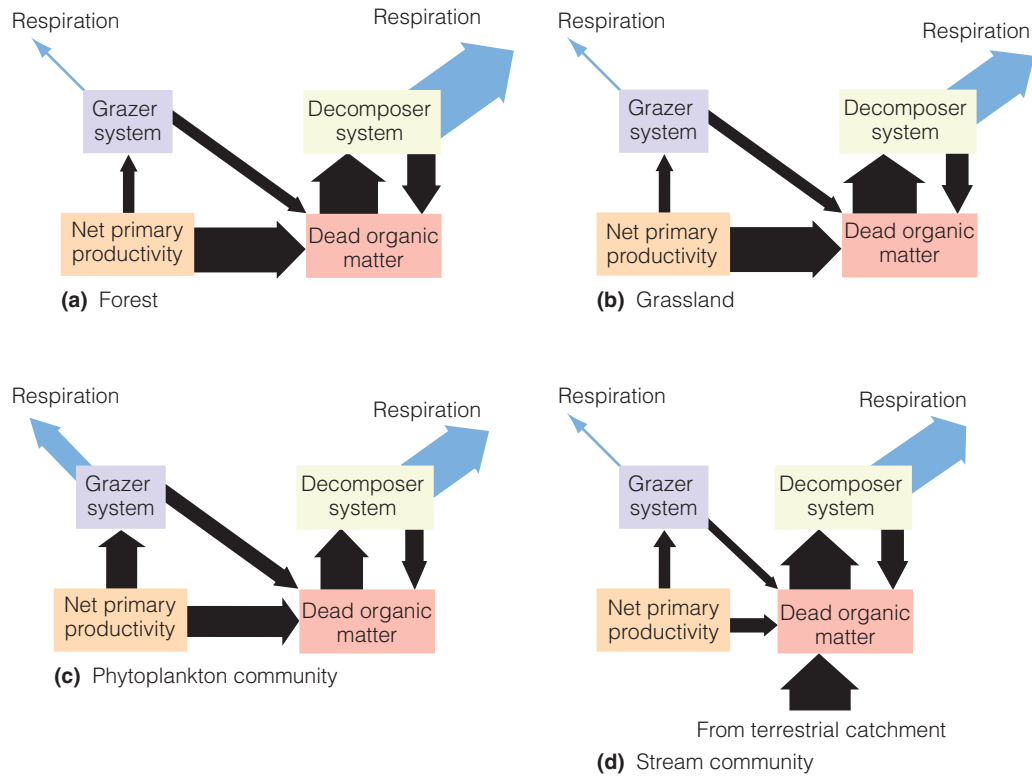 Respiration
Respiration
Grazer
system
Decomposer
system
Net primary
productivity
Dead organic
matter
(a) Forest
Respiration
Respiration
Grazer
system
Decomposer
system
Net primary
productivity
Dead organic
matter
(b) Grassland
Respiration
Respiration
Grazer
system
Decomposer
system
Net primary
productivity
Dead organic
matter
(c) Phytoplankton community
Respiration
Respiration
Grazer
system
Decomposer
system
Net primary
productivity
Dead organic
matter
From terrestrial catchment
(d) Stream community